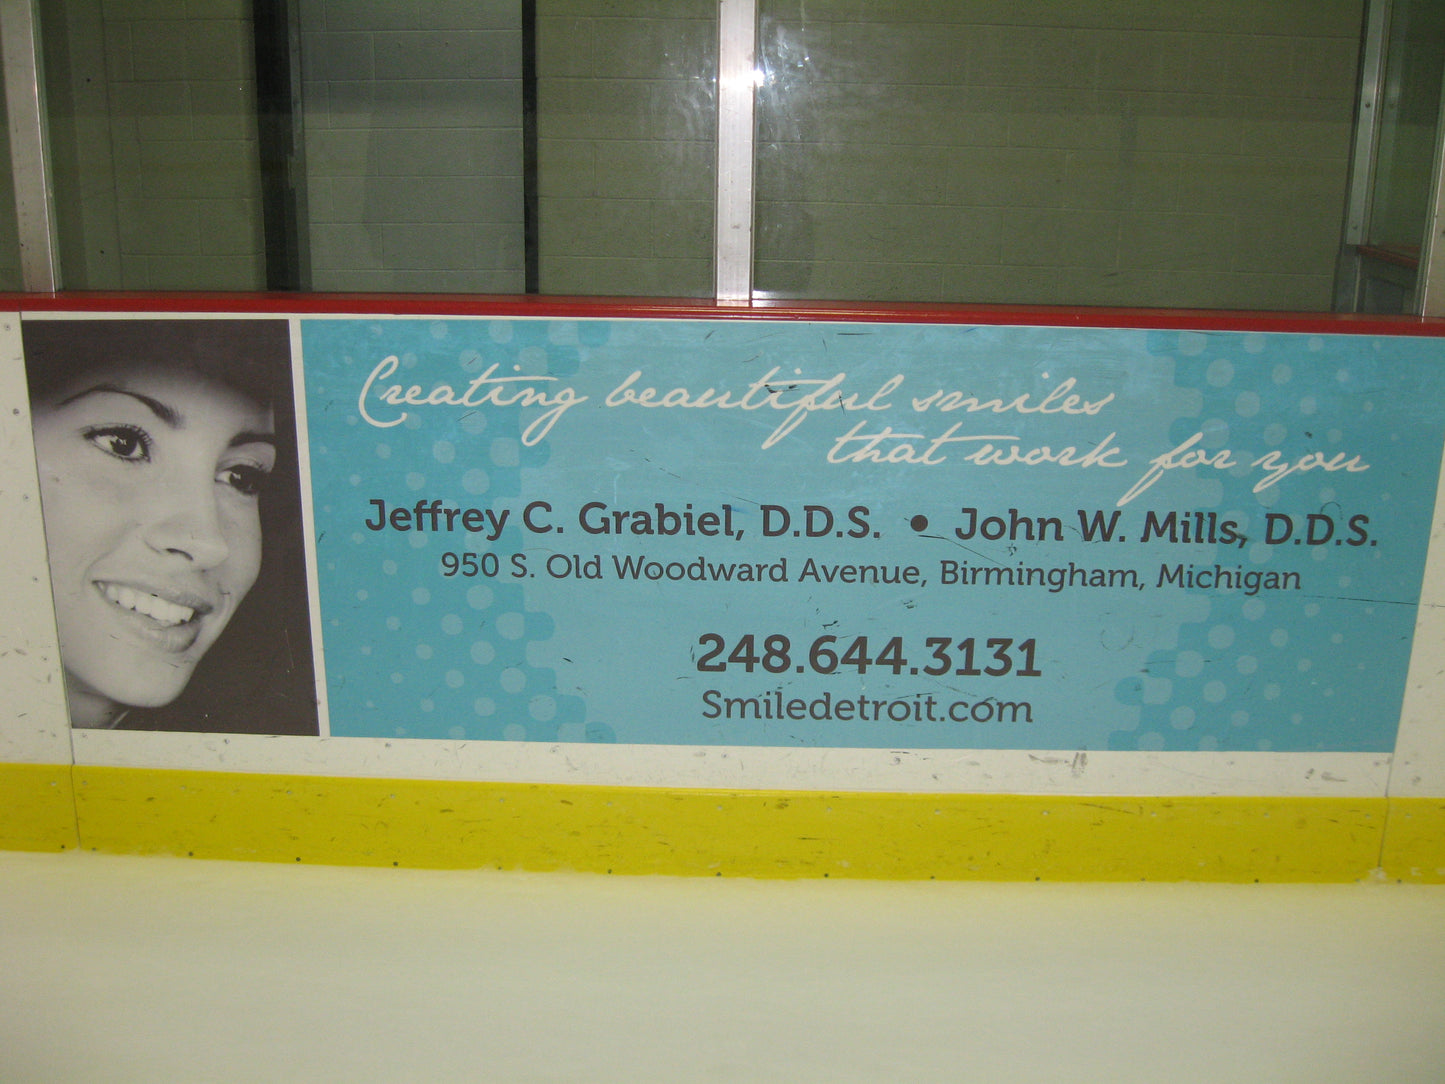 Creating beautiful smiles
that work for you
Jeffrey C. Grabiel, D.D.S. • John W. Mills, D.D.S.
950 S. Old Woodward Avenue, Birmingham, Michigan
248.644.3131
Smiledetroit.com